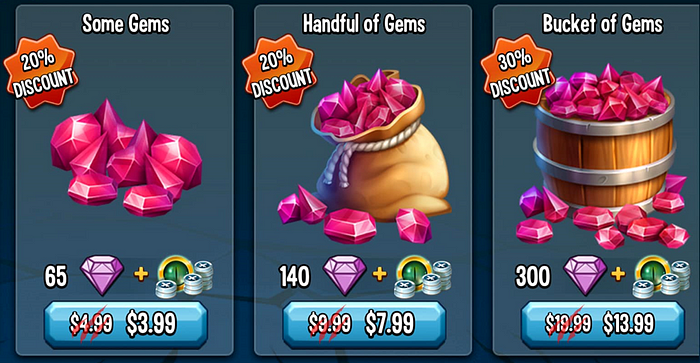 Some Gems
20%
DISCOUNT
65 +
$4.99 $3.99
Handful of Gems
20%
DISCOUNT
140 +
$9.99 $7.99
Bucket of Gems
30%
DISCOUNT
300 +
$19.99 $13.99